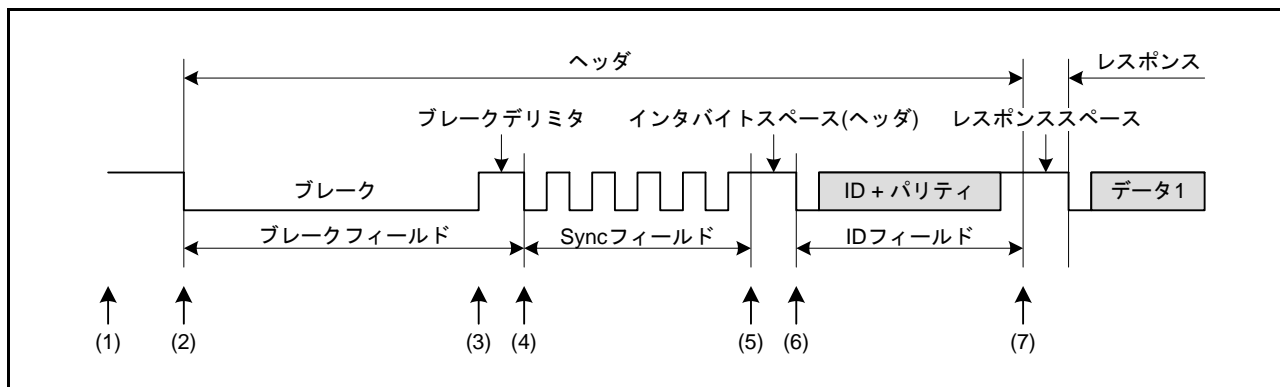 ヘッダ
レスポンス
ブレークデリミタ
インタバイトスペース(ヘッダ)
レスポンススペース
ブレーク
ID + パリティ
データ1
ブレークフィールド
Syncフィールド
IDフィールド
(1)
(2)
(3)
(4)
(5)
(6)
(7)